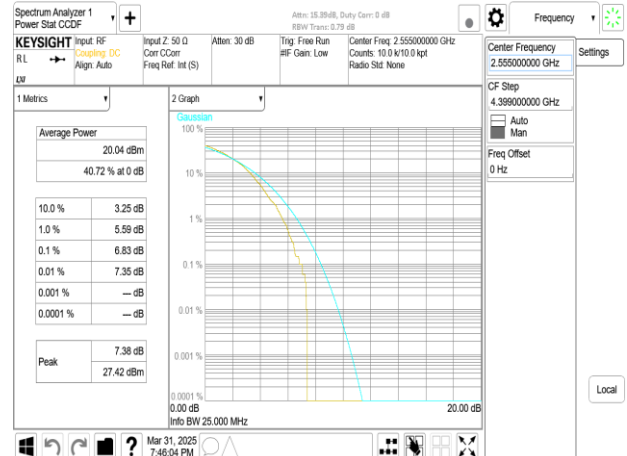 Spectrum Analyzer 1
Power Stat CCDF
Attn: 15.39dB, Duty Corr: 0 dB
RBW Trans: 0.79 dB
Frequency
KEYSIGHT
RL
LXI
Input: RF
Coupling: DC
Align: Auto
Input Z: 50 Ω
Corr CCorr
Freq Ref: Int (S)
Atten: 30 dB
Trig: Free Run
#IF Gain: Low
Center Freq: 2.555000000 GHz
Counts: 10.0 k/10.0 kpt
Radio Std: None
Center Frequency
2.555000000 GHz
Settings
CF Step
4.399000000 GHz
Auto
Man
Freq Offset
0 Hz
1 Metrics
Average Power
20.04 dBm
40.72 % at 0 dB
10.0 % 3.25 dB
1.0 % 5.59 dB
0.1 % 6.83 dB
0.01 % 7.35 dB
0.001 % --- dB
0.0001 % --- dB
Peak
7.38 dB
27.42 dBm
2 Graph
Gaussian
100 %
10 %
1 %
0.1 %
0.01 %
0.001 %
0.0001 %
0.00 dB 20.00 dB
Info BW 25.000 MHz
Local
?
Mar 31, 2025
7:46:04 PM